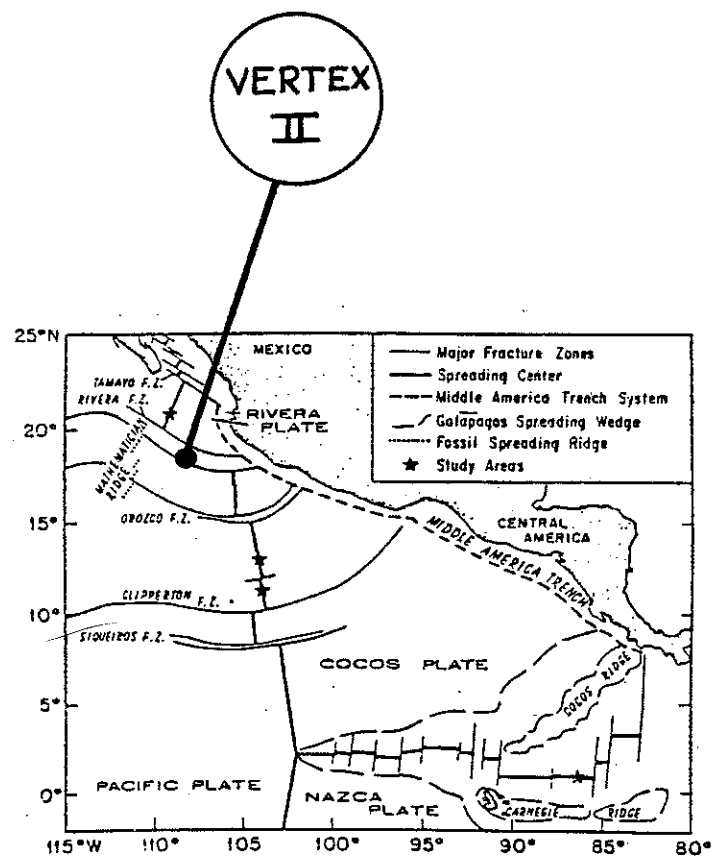 VERTEX
II
25°N
20°
15°
10°
5°
0°
115°W
110°
105°
100°
95°
90°
85°
80°
MEXICO
TAMAYO F.Z.
RIVERA F.Z.
RIVERA
PLATE
MATHEMATICIAN
RIDGE
OROZCO F.Z.
CLIPPERTON F.Z.
SIQUEIROS F.Z.
Major Fracture Zones
Spreading Center
Middle America Trench System
Galápagos Spreading Wedge
Fossil Spreading Ridge
Study Areas
CENTRAL
AMERICA
MIDDLE AMERICA TRENCH
COCOS PLATE
COCOS RIDGE
PACIFIC PLATE
NAZCA
PLATE
CARNEGIE RIDGE